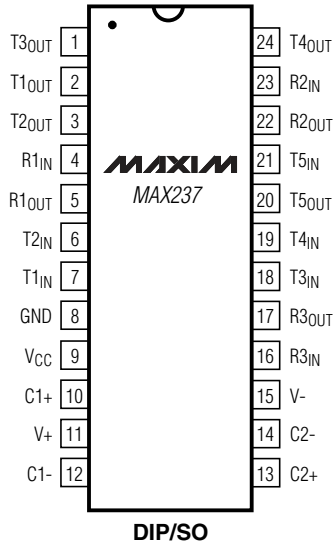 T3OUT 1 24 T4OUT
T1OUT 2 23 R2IN
T2OUT 3 22 R2OUT
R1IN 4 MAXIM 21 T5IN
R1OUT 5 MAX237 20 T5OUT
T2IN 6 19 T4IN
T1IN 7 18 T3IN
GND 8 17 R3OUT
VCC 9 16 R3IN
C1+ 10 15 V-
V+ 11 14 C2-
C1- 12 13 C2+
DIP/SO